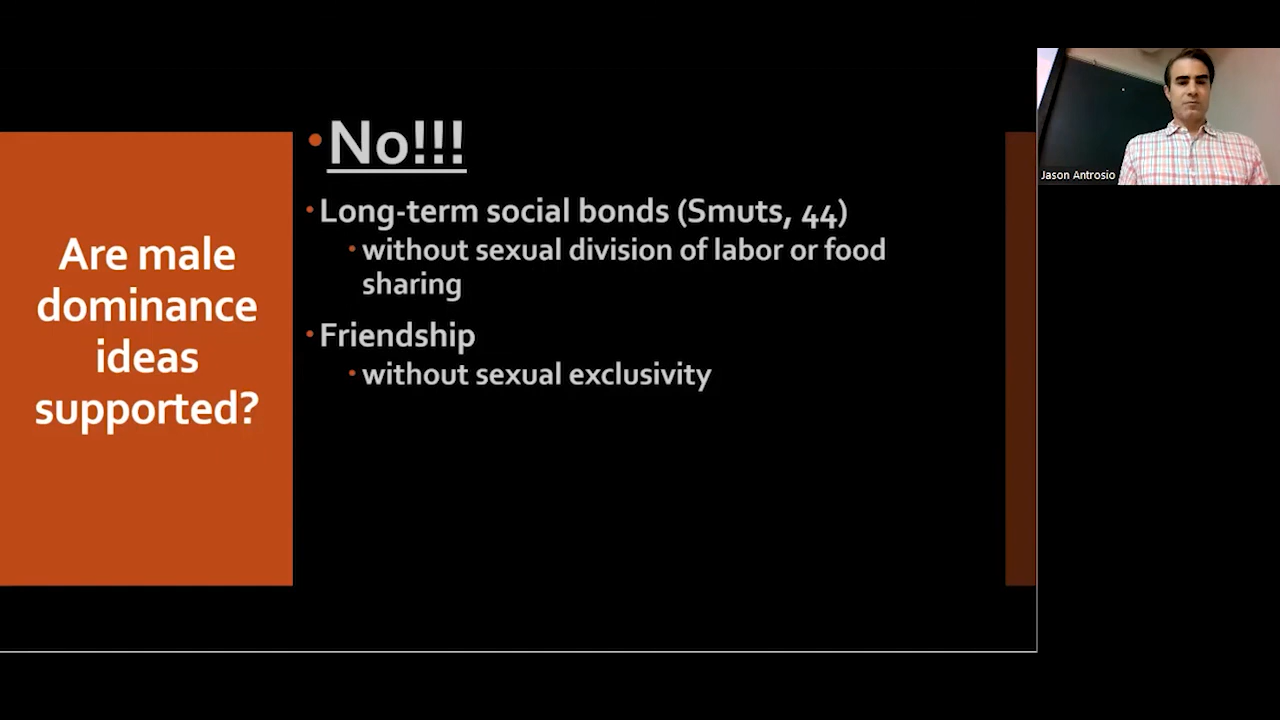 Are male
dominance
ideas
supported?
•No!!!
•Long-term social bonds (Smuts, 44)
•without sexual division of labor or food
sharing
•Friendship
•without sexual exclusivity
Jason Antrosio